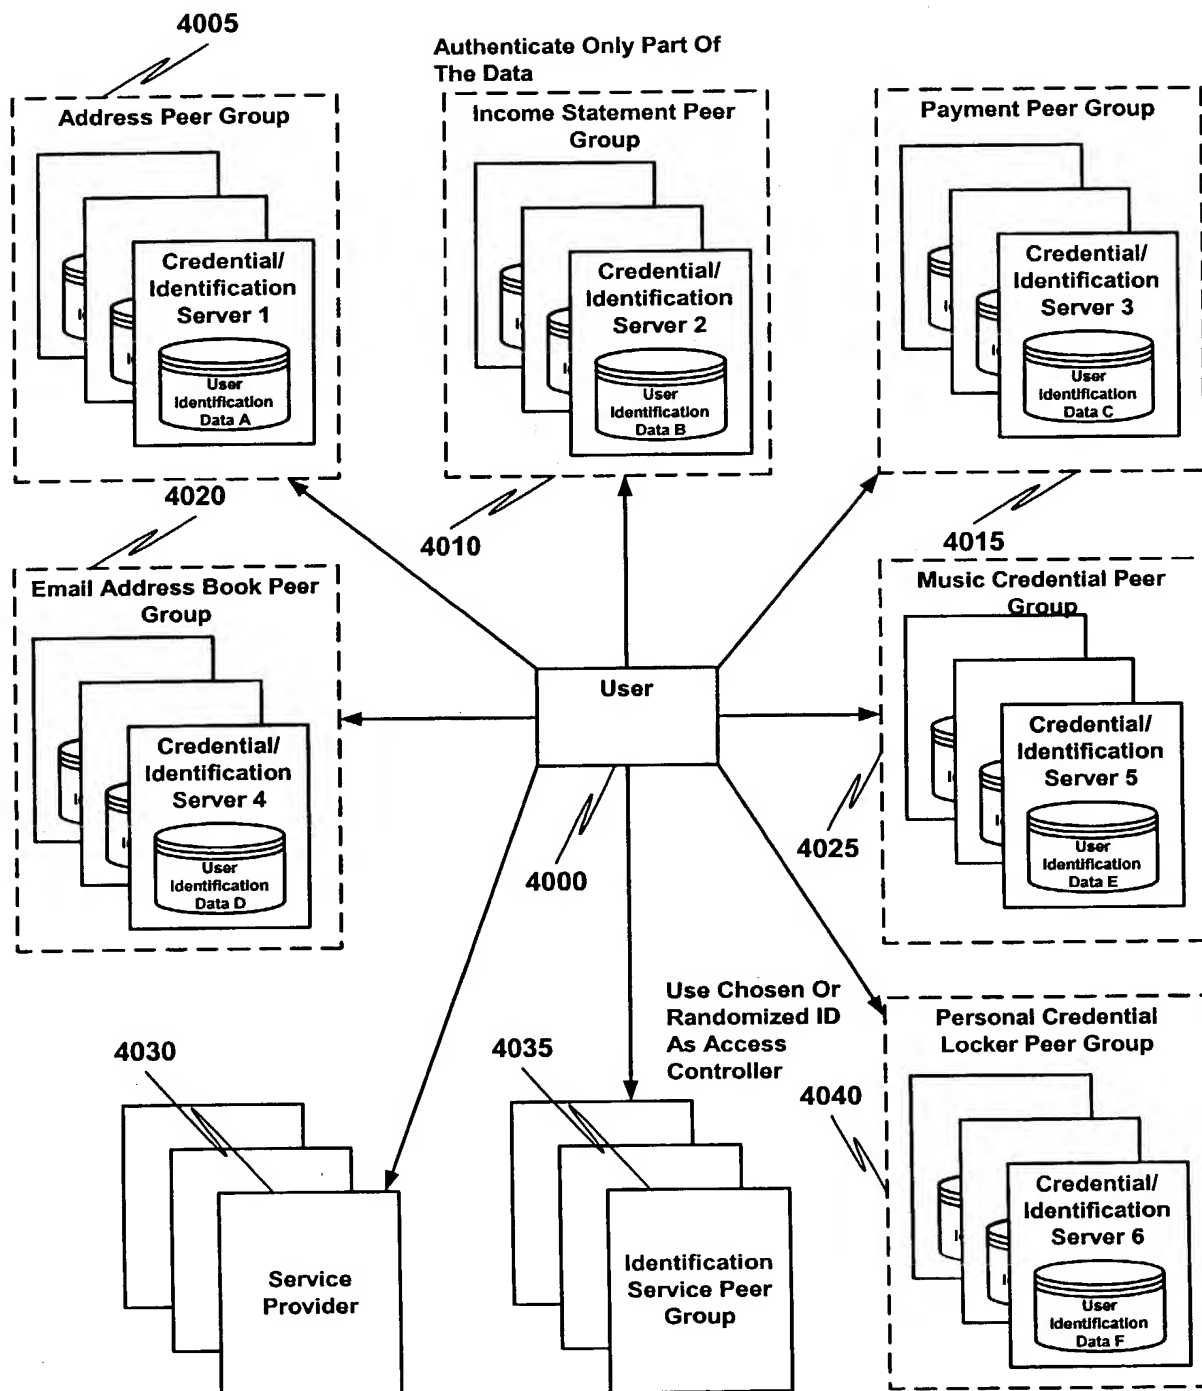 4005
Authenticate Only Part Of
The Data
Address Peer Group
Credential/
Identification
Server 1
User
Identification
Data A
Income Statement Peer
Group
Credential/
Identification
Server 2
User
Identification
Data B
Payment Peer Group
Credential/
Identification
Server 3
User
Identification
Data C
4020
4010
4015
Email Address Book Peer
Group
Credential/
Identification
Server 4
User
Identification
Data D
User
4000
Music Credential Peer
Group
Credential/
Identification
Server 5
User
Identification
Data E
4025
4030
4035
Use Chosen Or
Randomized ID
As Access
Controller
4040
Personal Credential
Locker Peer Group
Credential/
Identification
Server 6
User
Identification
Data F
Service
Provider
Identification
Service Peer
Group